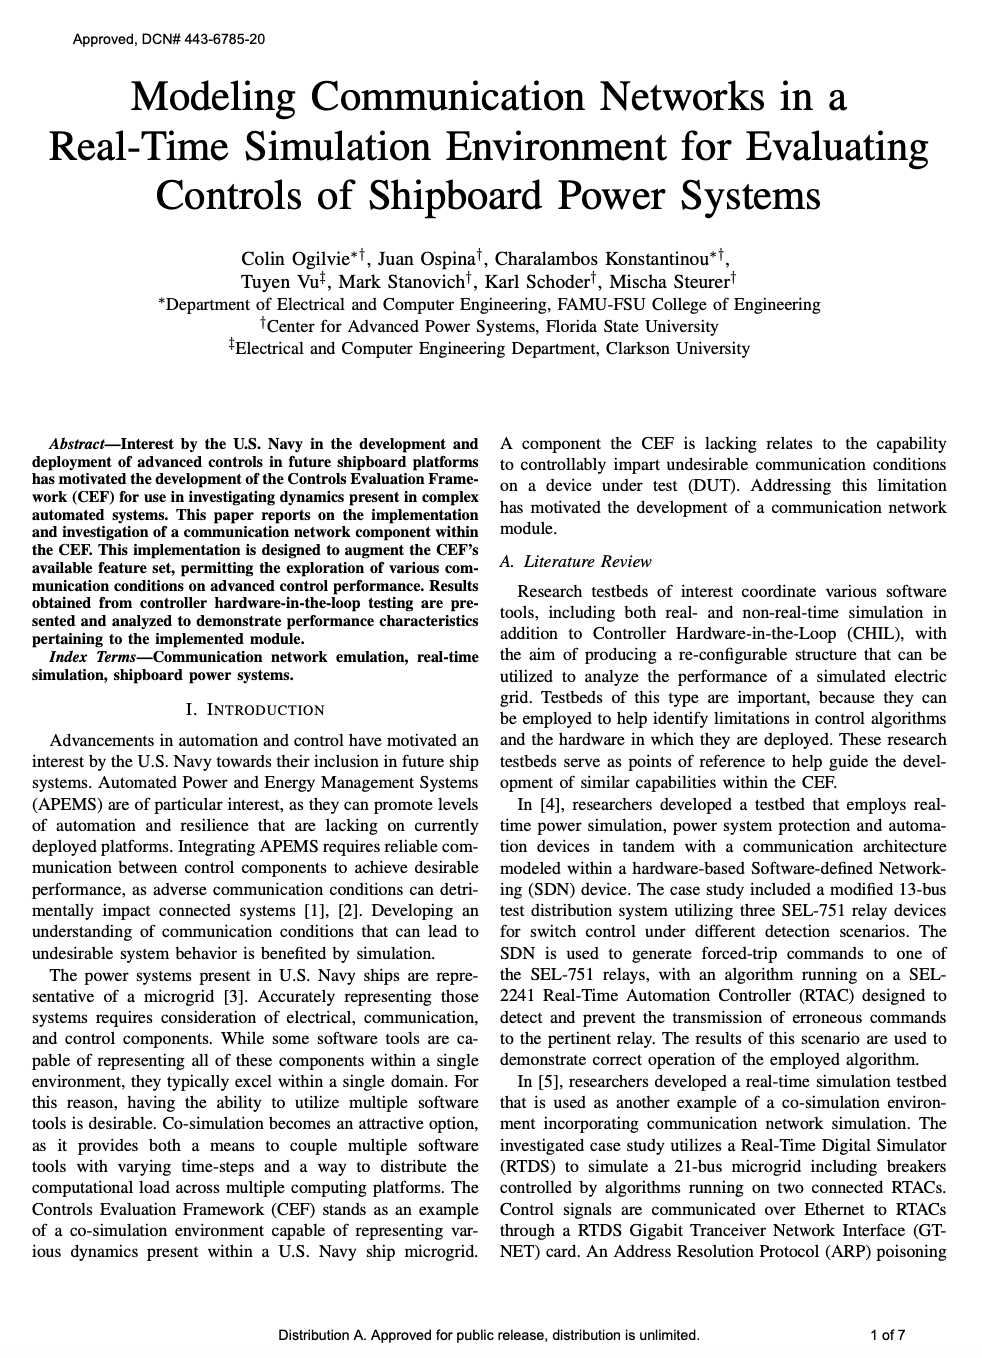 Approved, DCN# 443-6785-20
Modeling Communication Networks in a
Real-Time Simulation Environment for Evaluating
Controls of Shipboard Power Systems
Colin Ogilvie*†, Juan Ospina†, Charalambos Konstantinou*†,
Tuyen Vu‡, Mark Stanovich†, Karl Schoder†, Mischa Steurer†
*Department of Electrical and Computer Engineering, FAMU-FSU College of Engineering
†Center for Advanced Power Systems, Florida State University
‡Electrical and Computer Engineering Department, Clarkson University
Abstract—Interest by the U.S. Navy in the development and
deployment of advanced controls in future shipboard platforms
has motivated the development of the Controls Evaluation Frame-
work (CEF) for use in investigating dynamics present in complex
automated systems. This paper reports on the implementation
and investigation of a communication network component within
the CEF. This implementation is designed to augment the CEF's
available feature set, permitting the exploration of various com-
munication conditions on advanced control performance. Results
obtained from controller hardware-in-the-loop testing are pre-
sented and analyzed to demonstrate performance characteristics
pertaining to the implemented module.
Index Terms—Communication network emulation, real-time
simulation, shipboard power systems.
I. INTRODUCTION
Advancements in automation and control have motivated an
interest by the U.S. Navy towards their inclusion in future ship
systems. Automated Power and Energy Management Systems
(APEMS) are of particular interest, as they can promote levels
of automation and resilience that are lacking on currently
deployed platforms. Integrating APEMS requires reliable com-
munication between control components to achieve desirable
performance, as adverse communication conditions can detri-
mentally impact connected systems [1], [2]. Developing an
understanding of communication conditions that can lead to
undesirable system behavior is benefited by simulation.
The power systems present in U.S. Navy ships are repre-
sentative of a microgrid [3]. Accurately representing those
systems requires consideration of electrical, communication,
and control components. While some software tools are ca-
pable of representing all of these components within a single
environment, they typically excel within a single domain. For
this reason, having the ability to utilize multiple software
tools is desirable. Co-simulation becomes an attractive option,
as it provides both a means to couple multiple software
tools with varying time-steps and a way to distribute the
computational load across multiple computing platforms. The
Controls Evaluation Framework (CEF) stands as an example
of a co-simulation environment capable of representing var-
ious dynamics present within a U.S. Navy ship microgrid.
A component the CEF is lacking relates to the capability
to controllably impart undesirable communication conditions
on a device under test (DUT). Addressing this limitation
has motivated the development of a communication network
module.
A. Literature Review
Research testbeds of interest coordinate various software
tools, including both real- and non-real-time simulation in
addition to Controller Hardware-in-the-Loop (CHIL), with
the aim of producing a re-configurable structure that can be
utilized to analyze the performance of a simulated electric
grid. Testbeds of this type are important, because they can
be employed to help identify limitations in control algorithms
and the hardware in which they are deployed. These research
testbeds serve as points of reference to help guide the devel-
opment of similar capabilities within the CEF.
In [4], researchers developed a testbed that employs real-
time power simulation, power system protection and automa-
tion devices in tandem with a communication architecture
modeled within a hardware-based Software-defined Network-
ing (SDN) device. The case study included a modified 13-bus
test distribution system utilizing three SEL-751 relay devices
for switch control under different detection scenarios. The
SDN is used to generate forced-trip commands to one of
the SEL-751 relays, with an algorithm running on a SEL-
2241 Real-Time Automation Controller (RTAC) designed to
detect and prevent the transmission of erroneous commands
to the pertinent relay. The results of this scenario are used to
demonstrate correct operation of the employed algorithm.
In [5], researchers developed a real-time simulation testbed
that is used as another example of a co-simulation environ-
ment incorporating communication network simulation. The
investigated case study utilizes a Real-Time Digital Simulator
(RTDS) to simulate a 21-bus microgrid including breakers
controlled by algorithms running on two connected RTACs.
Control signals are communicated over Ethernet to RTACs
through a RTDS Gigabit Tranceiver Network Interface (GT-
NET) card. An Address Resolution Protocol (ARP) poisoning
Distribution A. Approved for public release, distribution is unlimited.
1 of 7